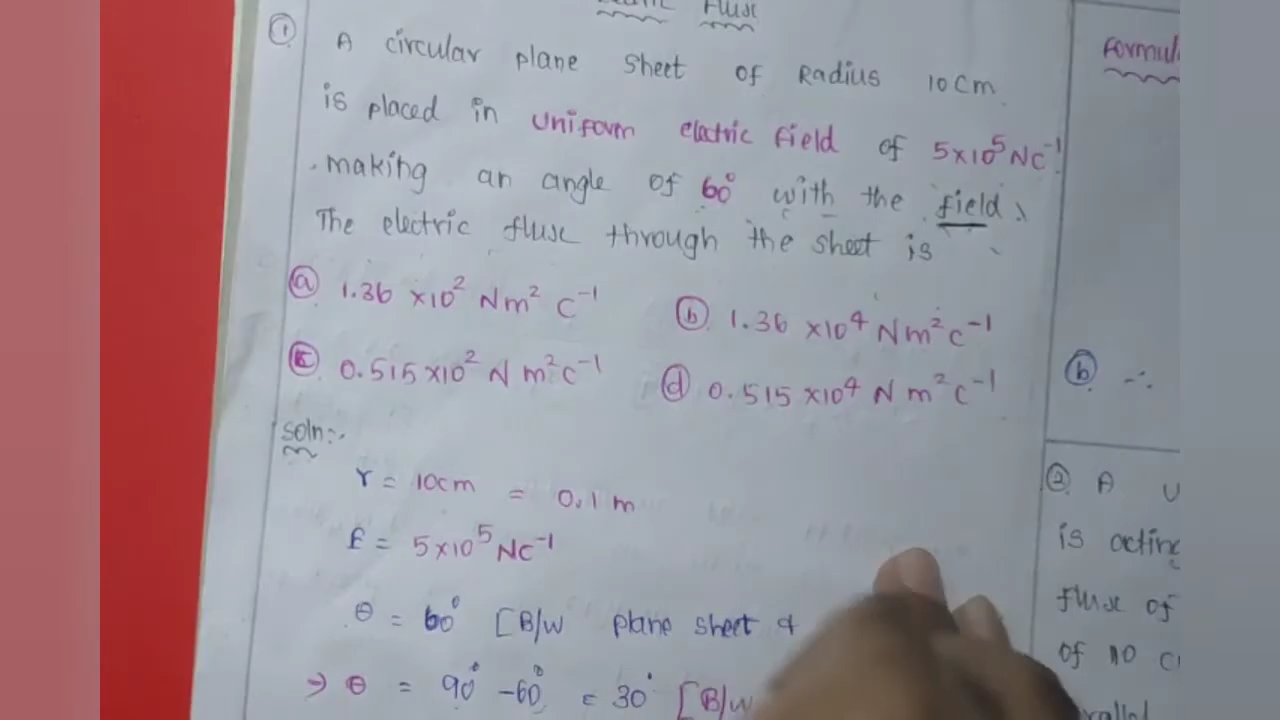 Flux
① A circular plane sheet of Radius 10cm
is placed in uniform electric field of 5×10⁵ NC⁻¹
making an angle of 60° with the field.
The electric flux through the sheet is
ⓐ 1.36 ×10² Nm² C⁻¹ ⓑ 1.36 ×10⁴ Nm²C⁻¹
ⓒ 0.515×10² N m²C⁻¹ ⓓ 0.515×10⁴ N m²C⁻¹
Soln:-
r = 10cm = 0.1 m
E = 5×10⁵ NC⁻¹
θ = 60° [B/W plane sheet &
→ θ = 90° - 60° = 30° [B/W
Formul
ⓑ ∴
② A U
is actin
flux of
of 10 c